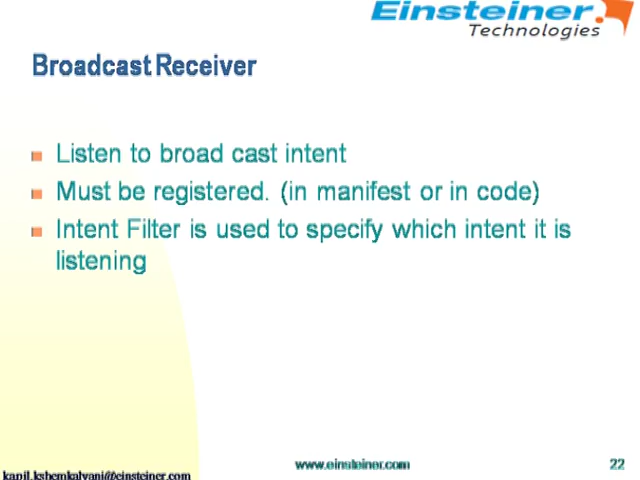 Einsteiner.
Technologies
Broadcast Receiver
Listen to broad cast intent
Must be registered. (in manifest or in code)
Intent Filter is used to specify which intent it is
listening
www.einsteiner.com
22
kapil.kshemkalyani@einsteiner.com